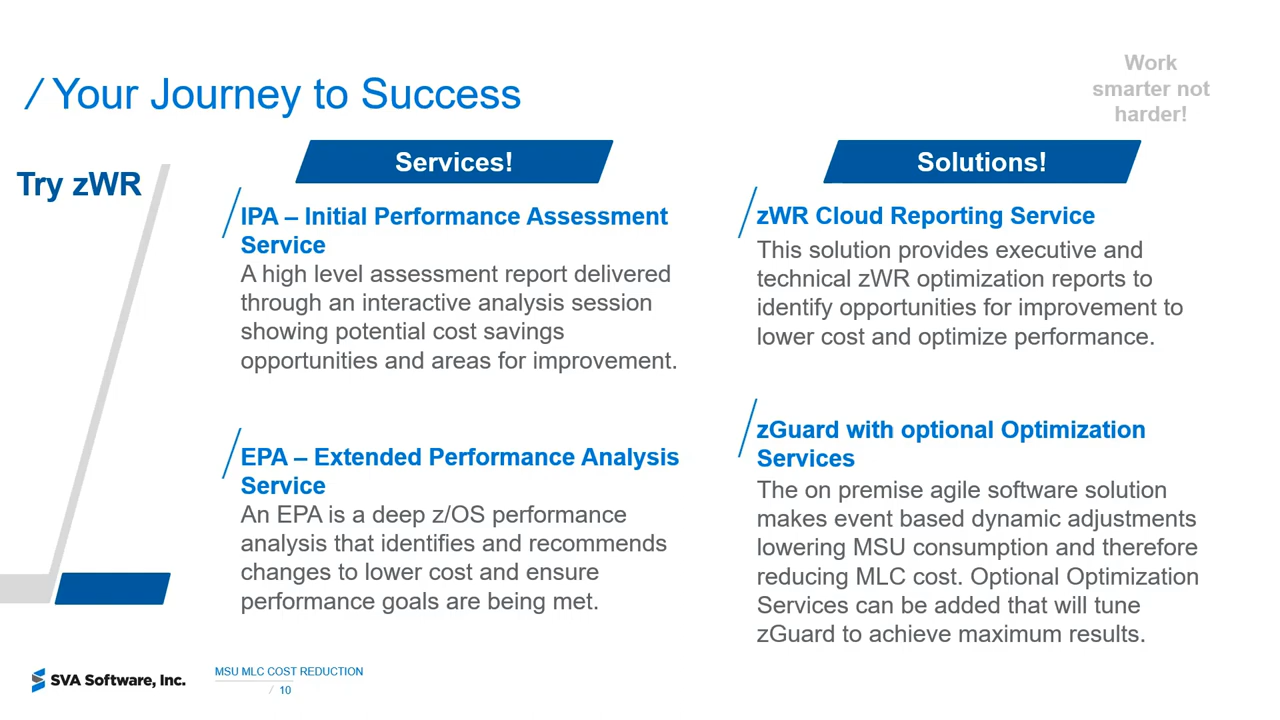 / Your Journey to Success
Work
smarter not
harder!
Try zWR
Services!
IPA – Initial Performance Assessment
Service
A high level assessment report delivered
through an interactive analysis session
showing potential cost savings
opportunities and areas for improvement.
EPA – Extended Performance Analysis
Service
An EPA is a deep z/OS performance
analysis that identifies and recommends
changes to lower cost and ensure
performance goals are being met.
Solutions!
zWR Cloud Reporting Service
This solution provides executive and
technical zWR optimization reports to
identify opportunities for improvement to
lower cost and optimize performance.
zGuard with optional Optimization
Services
The on premise agile software solution
makes event based dynamic adjustments
lowering MSU consumption and therefore
reducing MLC cost. Optional Optimization
Services can be added that will tune
zGuard to achieve maximum results.
SVA Software, Inc.
MSU MLC COST REDUCTION
/ 10